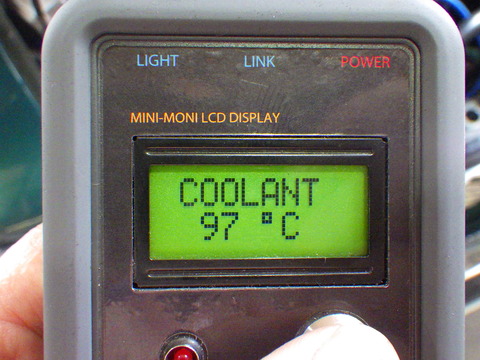 LIGHT LINK POWER
MINI-MONI LCD DISPLAY
COOLANT
97 °C